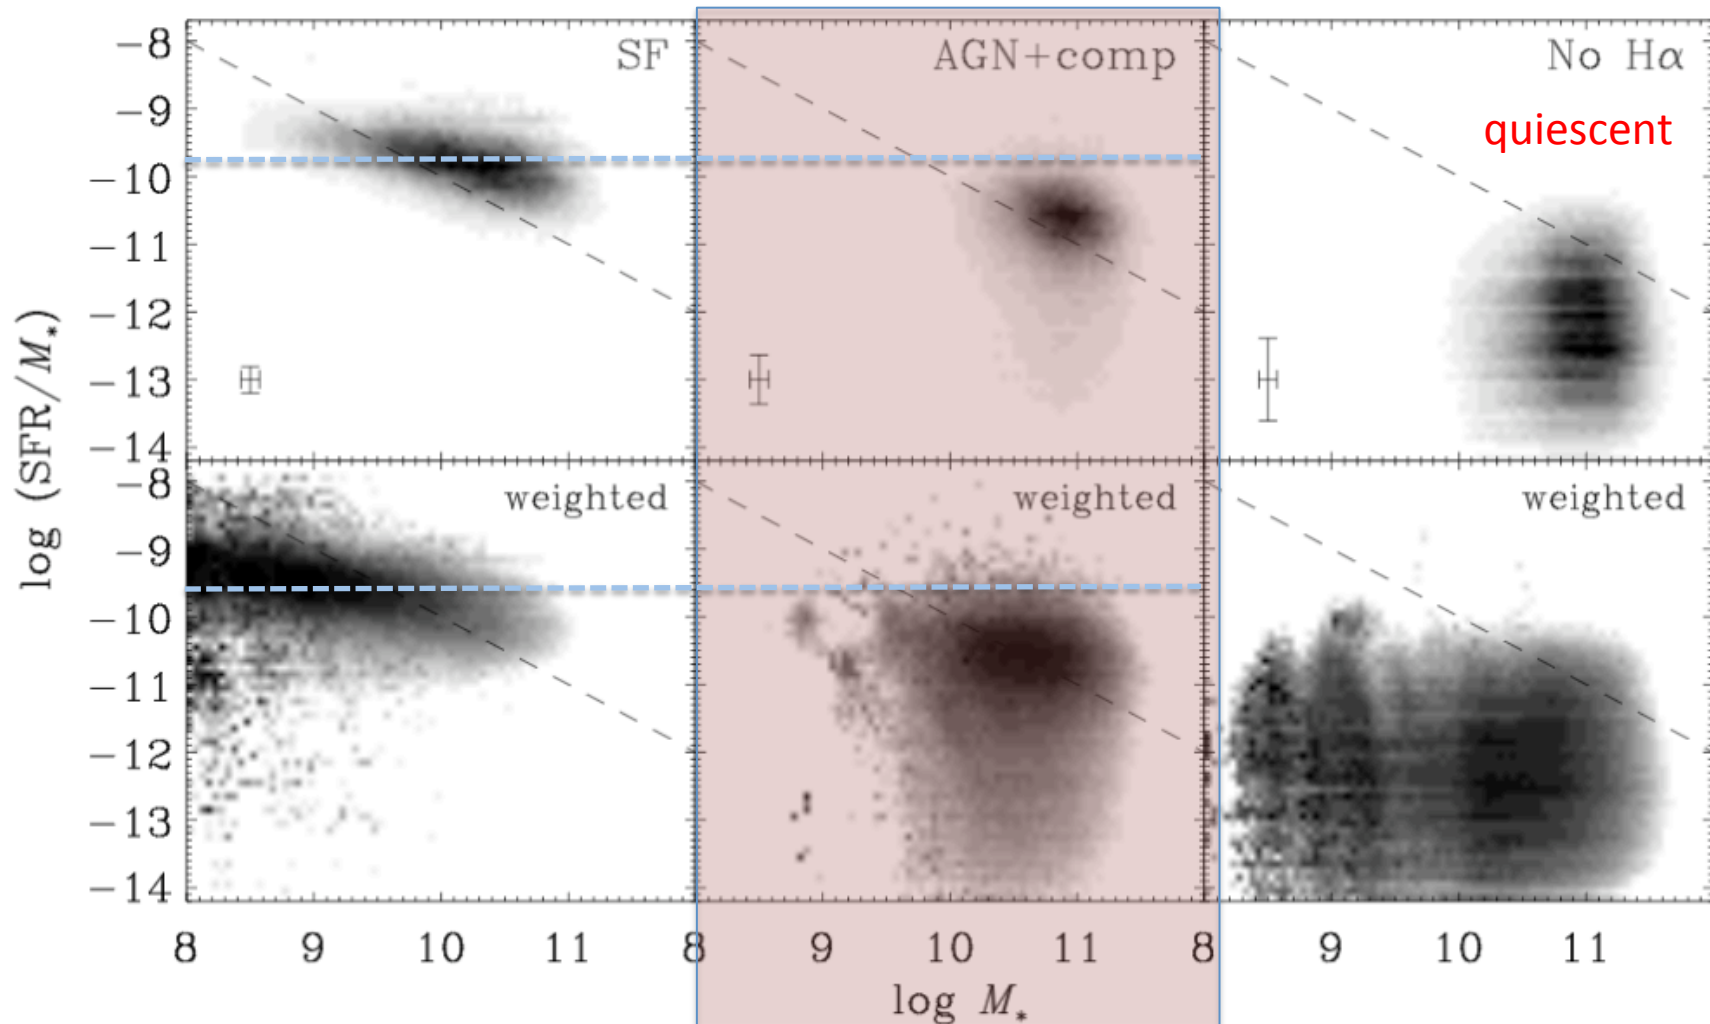 SF
AGN+comp
No Hα
quiescent
−8
−9
−10
−11
−12
−13
−14
weighted
weighted
weighted
−8
−9
−10
−11
−12
−13
−14
log (SFR/M*)
8 9 10 11 8 9 10 11 8 9 10 11
log M*